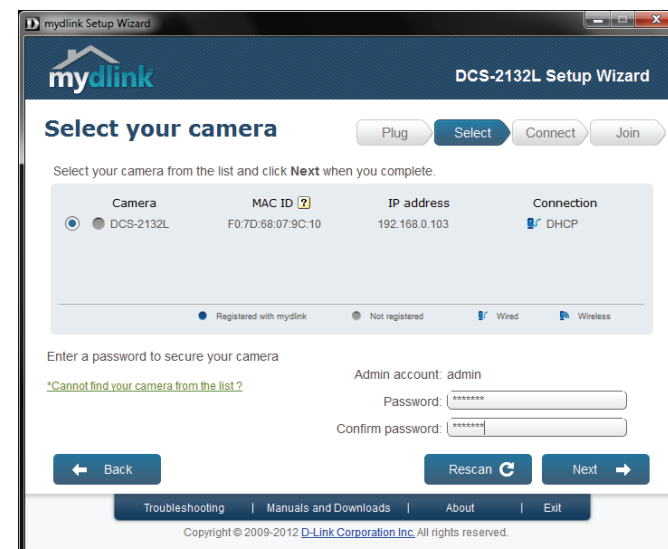 mydlink Setup Wizard
mydlink
DCS-2132L Setup Wizard
Select your camera
Plug Select Connect Join
Select your camera from the list and click Next when you complete.
Camera MAC ID ? IP address Connection
DCS-2132L F0:7D:68:07:9C:10 192.168.0.103 DHCP
Registered with mydlink Not registered Wired Wireless
Enter a password to secure your camera
*Cannot find your camera from the list ?
Admin account: admin
Password: *******
Confirm password: *******
Back Rescan Next
Troubleshooting | Manuals and Downloads | About | Exit
Copyright © 2009-2012 D-Link Corporation Inc. All rights reserved.